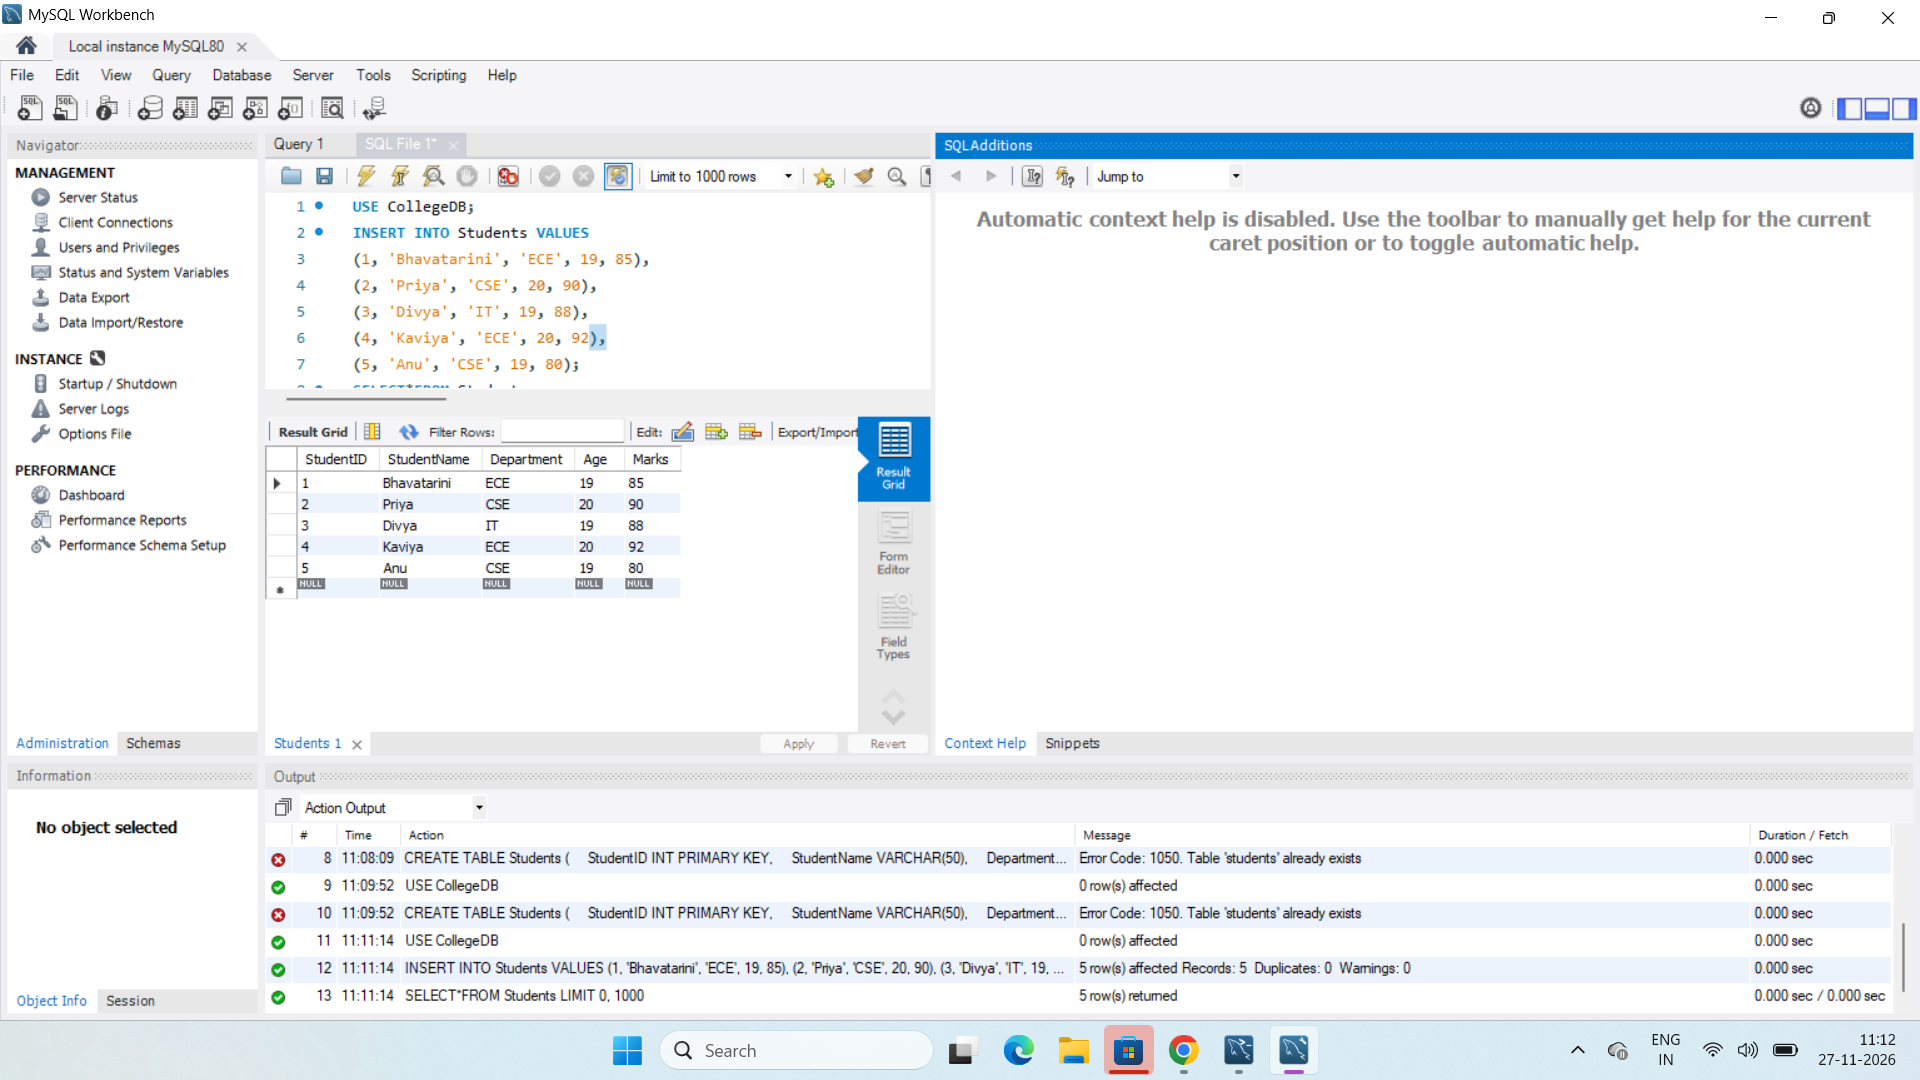 MySQL Workbench
Local instance MySQL80
File Edit View Query Database Server Tools Scripting Help
Navigator
MANAGEMENT
Server Status
Client Connections
Users and Privileges
Status and System Variables
Data Export
Data Import/Restore
INSTANCE
Startup / Shutdown
Server Logs
Options File
PERFORMANCE
Dashboard
Performance Reports
Performance Schema Setup
Administration Schemas
Information
No object selected
Object Info Session
Query 1 SQL File 1*
Limit to 1000 rows
1 USE CollegeDB;
2 INSERT INTO Students VALUES
3 (1, 'Bhavatarini', 'ECE', 19, 85),
4 (2, 'Priya', 'CSE', 20, 90),
5 (3, 'Divya', 'IT', 19, 88),
6 (4, 'Kaviya', 'ECE', 20, 92),
7 (5, 'Anu', 'CSE', 19, 80);
Result Grid Filter Rows: Edit: Export/Import
StudentID StudentName Department Age Marks
1 Bhavatarini ECE 19 85
2 Priya CSE 20 90
3 Divya IT 19 88
4 Kaviya ECE 20 92
5 Anu CSE 19 80
NULL NULL NULL NULL NULL
Result
Grid
Form
Editor
Field
Types
Students 1 Apply Revert
SQLAdditions
Jump to
Automatic context help is disabled. Use the toolbar to manually get help for the current
caret position or to toggle automatic help.
Context Help Snippets
Output
Action Output
# Time Action Message Duration / Fetch
8 11:08:09 CREATE TABLE Students ( StudentID INT PRIMARY KEY, StudentName VARCHAR(50), Department... Error Code: 1050. Table 'students' already exists 0.000 sec
9 11:09:52 USE CollegeDB 0 row(s) affected 0.000 sec
10 11:09:52 CREATE TABLE Students ( StudentID INT PRIMARY KEY, StudentName VARCHAR(50), Department... Error Code: 1050. Table 'students' already exists 0.000 sec
11 11:11:14 USE CollegeDB 0 row(s) affected 0.000 sec
12 11:11:14 INSERT INTO Students VALUES (1, 'Bhavatarini', 'ECE', 19, 85), (2, 'Priya', 'CSE', 20, 90), (3, 'Divya', 'IT', 19, ... 5 row(s) affected Records: 5 Duplicates: 0 Warnings: 0 0.000 sec
13 11:11:14 SELECT*FROM Students LIMIT 0, 1000 5 row(s) returned 0.000 sec / 0.000 sec
Search
ENG
IN
11:12
27-11-2026